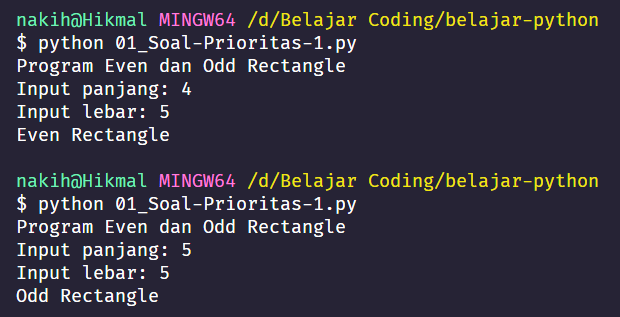 nakih@Hikmal MINGW64 /d/Belajar Coding/belajar-python
$ python 01_Soal-Prioritas-1.py
Program Even dan Odd Rectangle
Input panjang: 4
Input lebar: 5
Even Rectangle
nakih@Hikmal MINGW64 /d/Belajar Coding/belajar-python
$ python 01_Soal-Prioritas-1.py
Program Even dan Odd Rectangle
Input panjang: 5
Input lebar: 5
Odd Rectangle